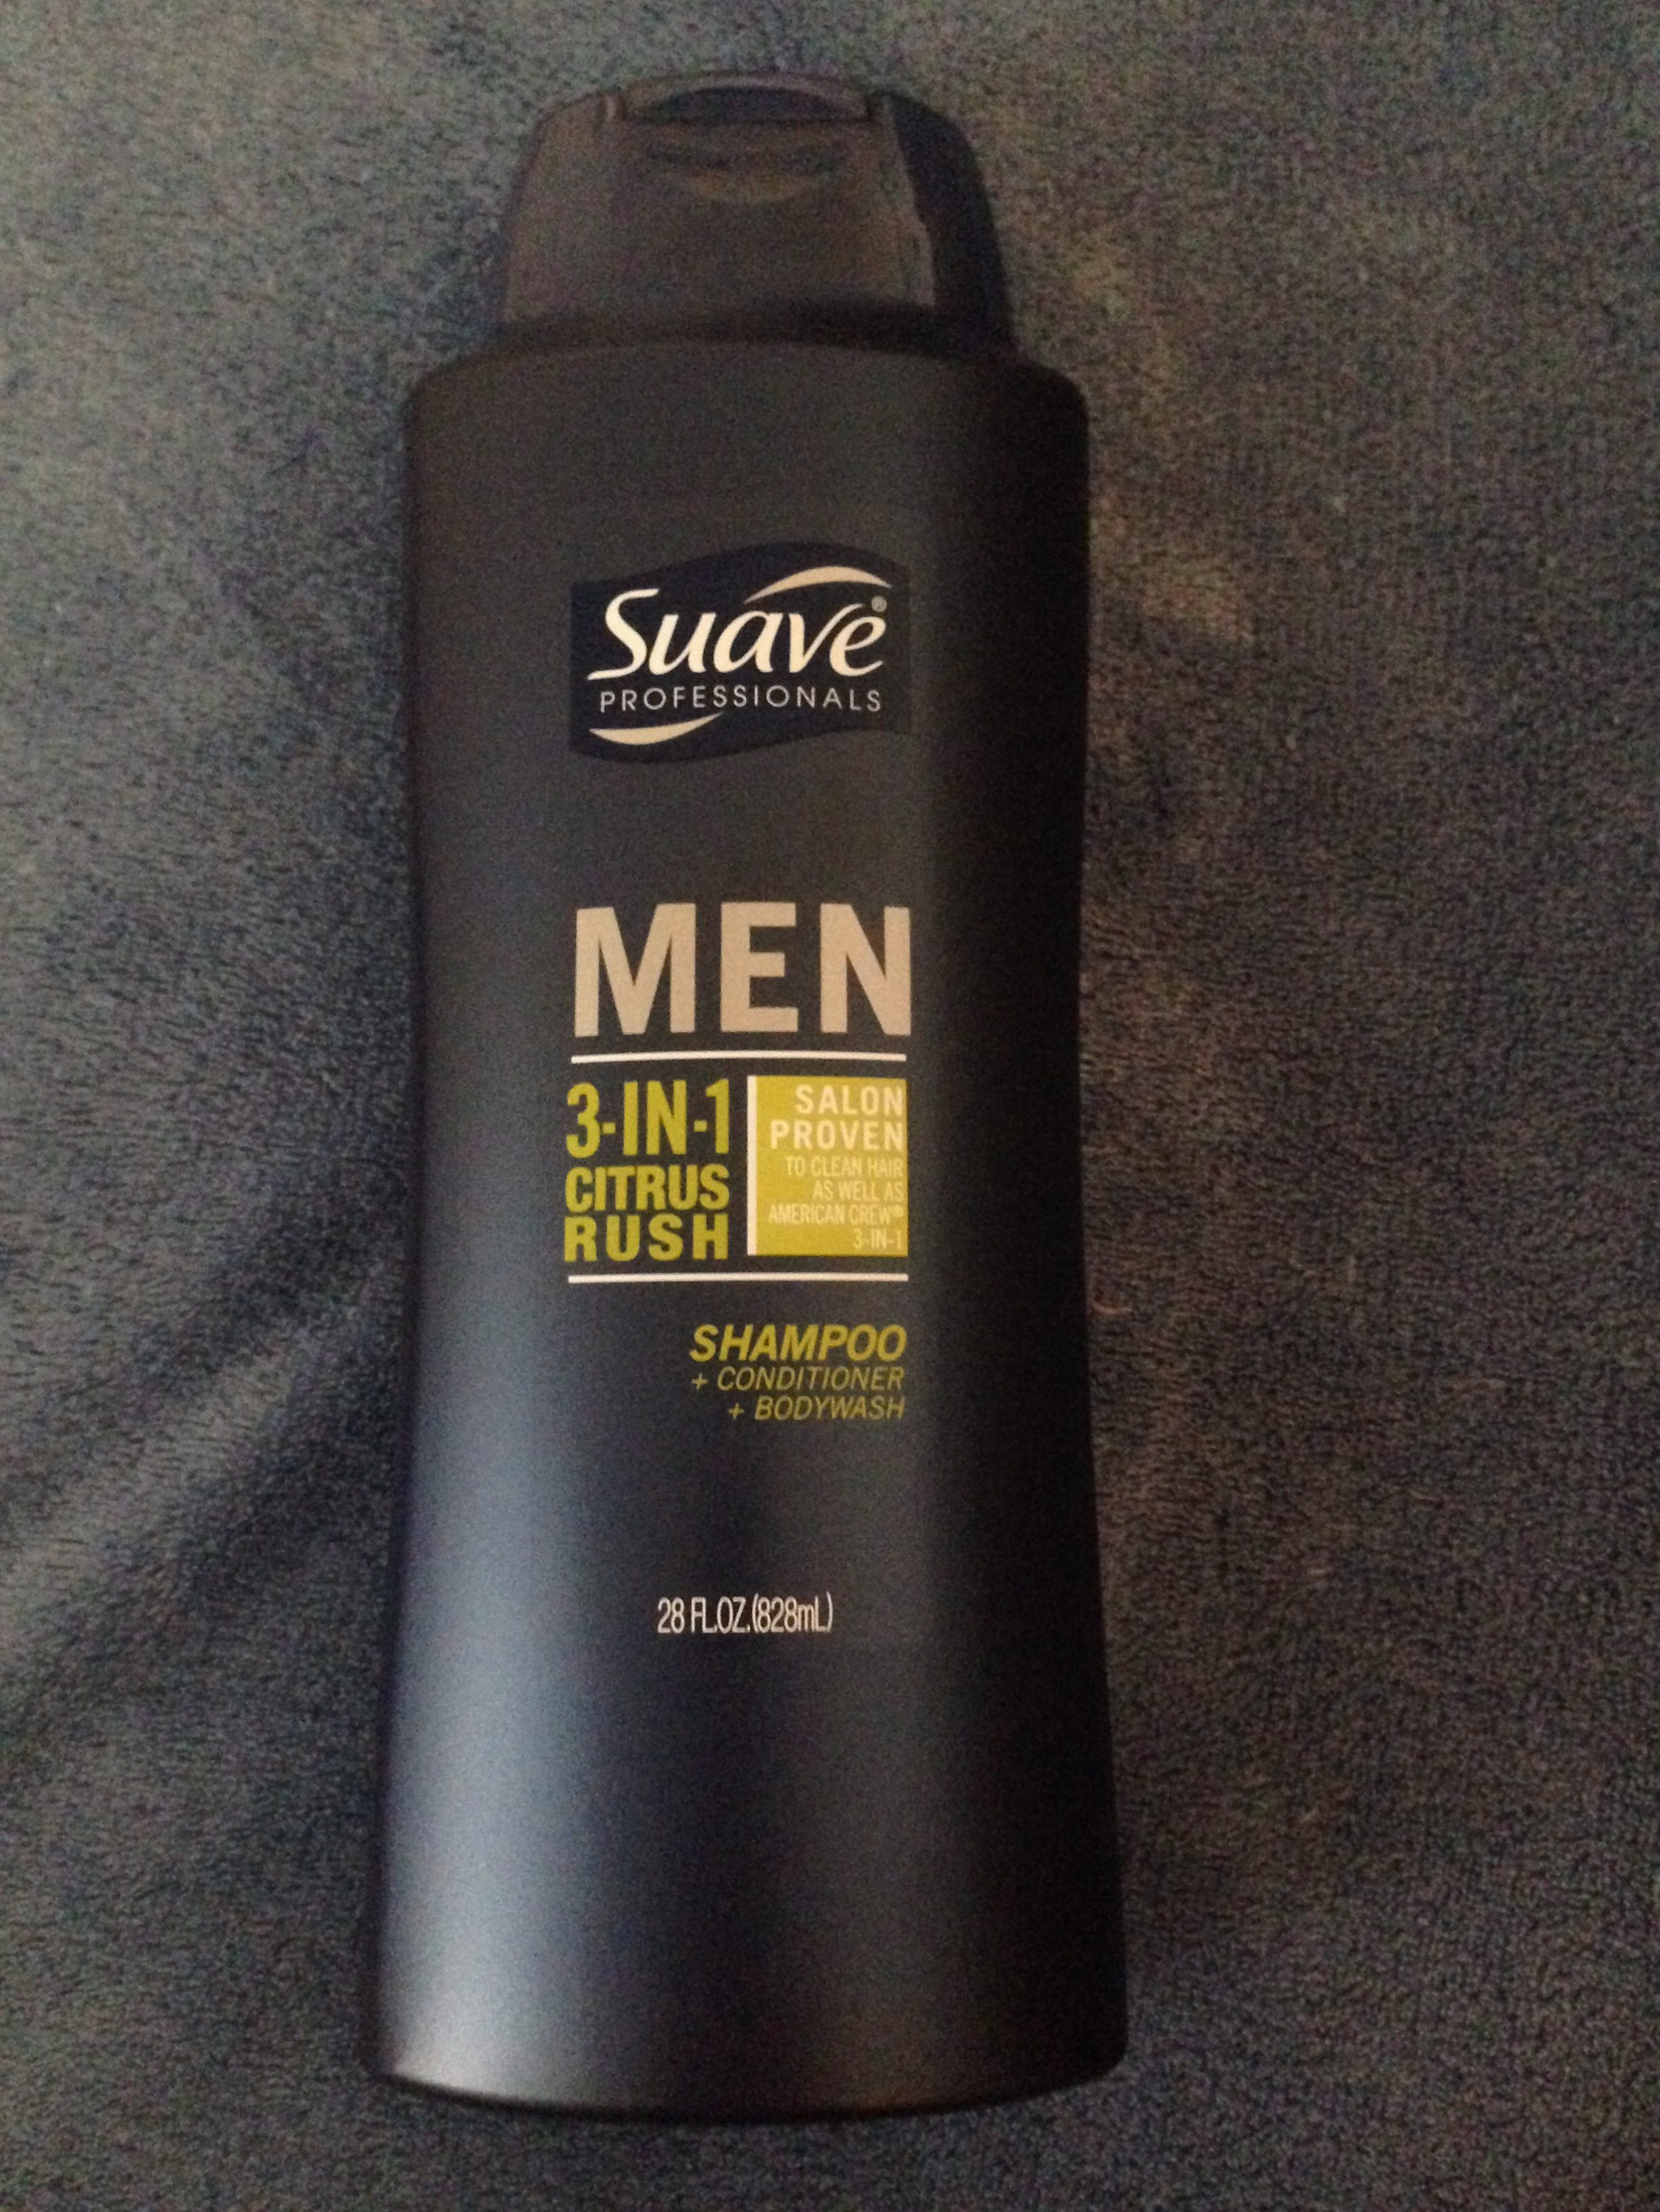 Suave®
PROFESSIONALS
MEN
3-IN-1
CITRUS
RUSH
SALON
PROVEN
TO CLEAN HAIR
AS WELL AS
AMERICAN CREW®
3-IN-1
SHAMPOO
+ CONDITIONER
+ BODYWASH
28 FL.OZ.(828mL)